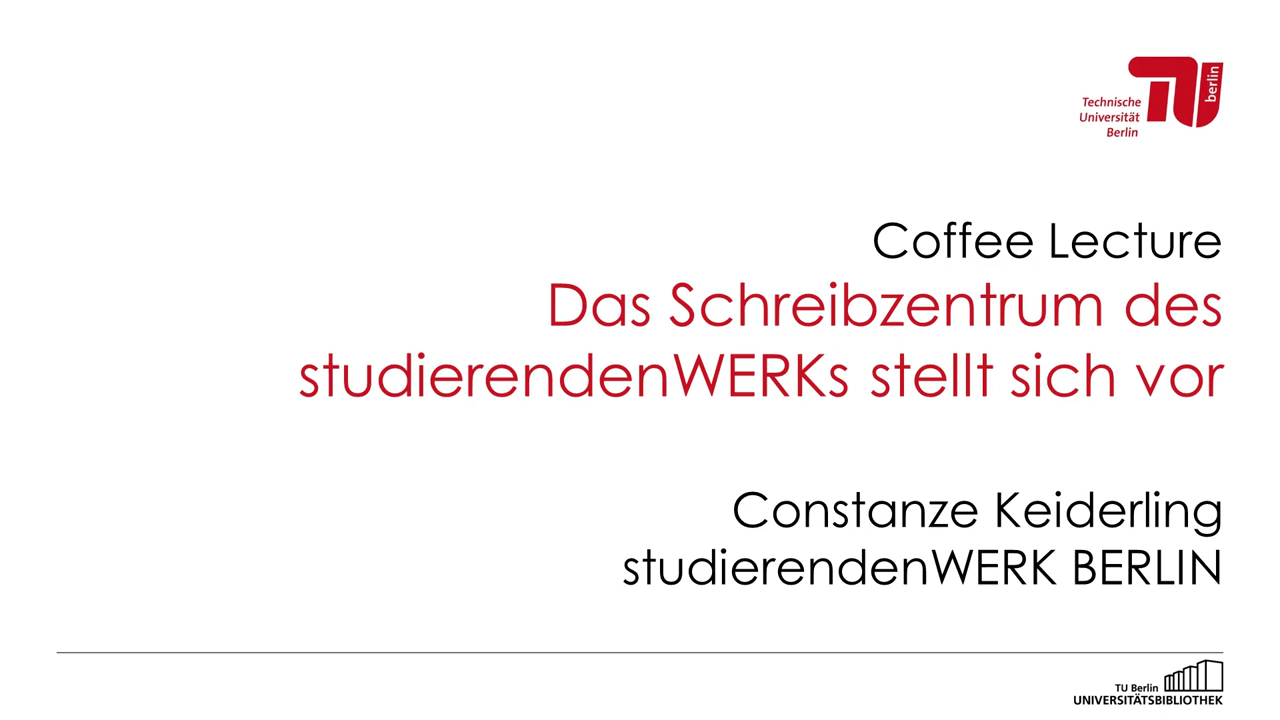 Technische
Universität
Berlin
berlin
Coffee Lecture
Das Schreibzentrum des
studierendenWERKs stellt sich vor
Constanze Keiderling
studierendenWERK BERLIN
TU Berlin
UNIVERSITÄTSBIBLIOTHEK